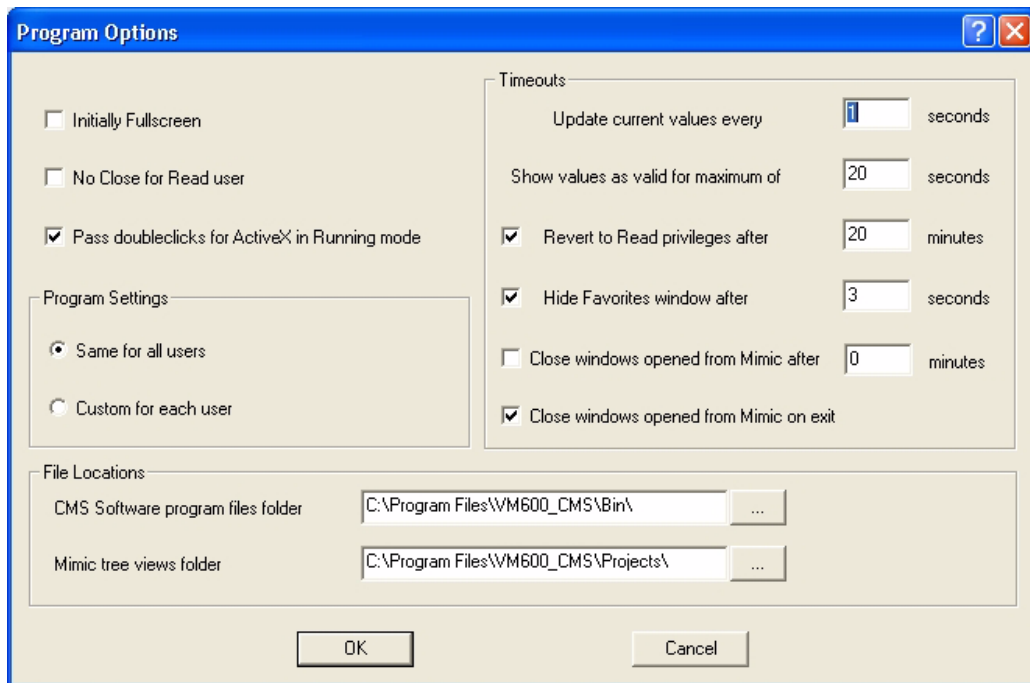 Program Options
Initially Fullscreen
No Close for Read user
Pass doubleclicks for ActiveX in Running mode
Program Settings
Same for all users
Custom for each user
Timeouts
Update current values every 1 seconds
Show values as valid for maximum of 20 seconds
Revert to Read privileges after 20 minutes
Hide Favorites window after 3 seconds
Close windows opened from Mimic after 0 minutes
Close windows opened from Mimic on exit
File Locations
CMS Software program files folder C:\Program Files\VM600_CMS\Bin\ ...
Mimic tree views folder C:\Program Files\VM600_CMS\Projects\ ...
OK Cancel